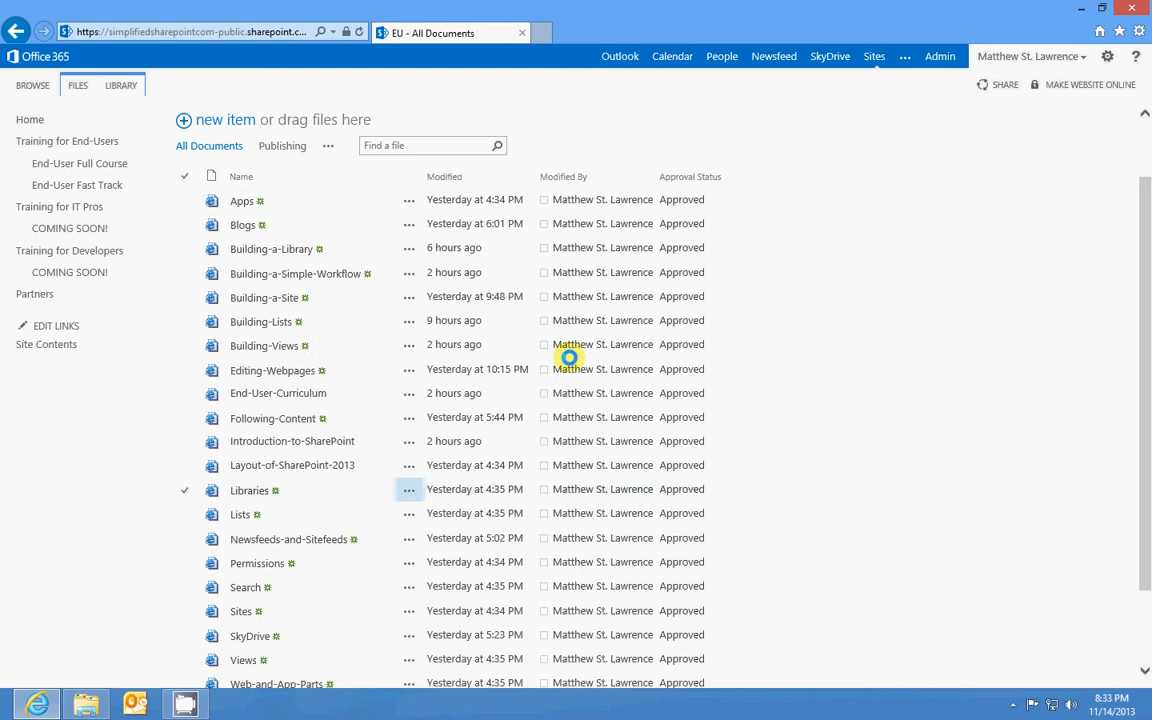 https://simplifiedsharepointcom-public.sharepoint.c...
EU - All Documents
Office 365
Outlook Calendar People Newsfeed SkyDrive Sites ... Admin Matthew St. Lawrence ?
BROWSE FILES LIBRARY
SHARE MAKE WEBSITE ONLINE
Home
Training for End-Users
End-User Full Course
End-User Fast Track
Training for IT Pros
COMING SOON!
Training for Developers
COMING SOON!
Partners
EDIT LINKS
Site Contents
new item or drag files here
All Documents Publishing ... Find a file
Name Modified Modified By Approval Status
Apps ... Yesterday at 4:34 PM Matthew St. Lawrence Approved
Blogs ... Yesterday at 6:01 PM Matthew St. Lawrence Approved
Building-a-Library ... 6 hours ago Matthew St. Lawrence Approved
Building-a-Simple-Workflow ... 2 hours ago Matthew St. Lawrence Approved
Building-a-Site ... Yesterday at 9:48 PM Matthew St. Lawrence Approved
Building-Lists ... 9 hours ago Matthew St. Lawrence Approved
Building-Views ... 2 hours ago Matthew St. Lawrence Approved
Editing-Webpages ... Yesterday at 10:15 PM Matthew St. Lawrence Approved
End-User-Curriculum ... 2 hours ago Matthew St. Lawrence Approved
Following-Content ... Yesterday at 5:44 PM Matthew St. Lawrence Approved
Introduction-to-SharePoint ... 2 hours ago Matthew St. Lawrence Approved
Layout-of-SharePoint-2013 ... Yesterday at 4:34 PM Matthew St. Lawrence Approved
Libraries ... Yesterday at 4:35 PM Matthew St. Lawrence Approved
Lists ... Yesterday at 4:35 PM Matthew St. Lawrence Approved
Newsfeeds-and-Sitefeeds ... Yesterday at 5:02 PM Matthew St. Lawrence Approved
Permissions ... Yesterday at 4:34 PM Matthew St. Lawrence Approved
Search ... Yesterday at 4:35 PM Matthew St. Lawrence Approved
Sites ... Yesterday at 4:34 PM Matthew St. Lawrence Approved
SkyDrive ... Yesterday at 5:23 PM Matthew St. Lawrence Approved
Views ... Yesterday at 4:35 PM Matthew St. Lawrence Approved
Web-and-App-Parts ... Yesterday at 4:35 PM Matthew St. Lawrence Approved
8:33 PM
11/14/2013